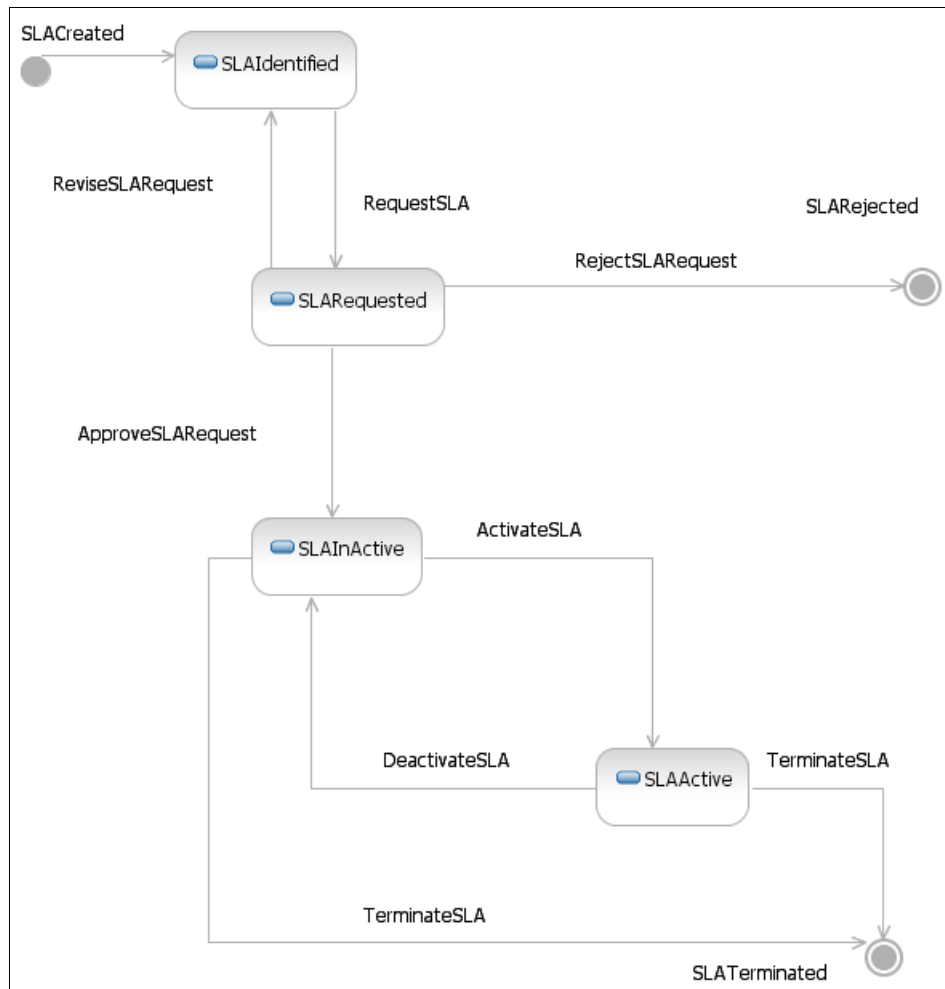 SLACreated
SLAIdentified
ReviseSLARequest
RequestSLA
SLARejected
RejectSLARequest
SLARequested
ApproveSLARequest
ActivateSLA
SLAInActive
DeactivateSLA
TerminateSLA
SLAActive
TerminateSLA
SLATerminated